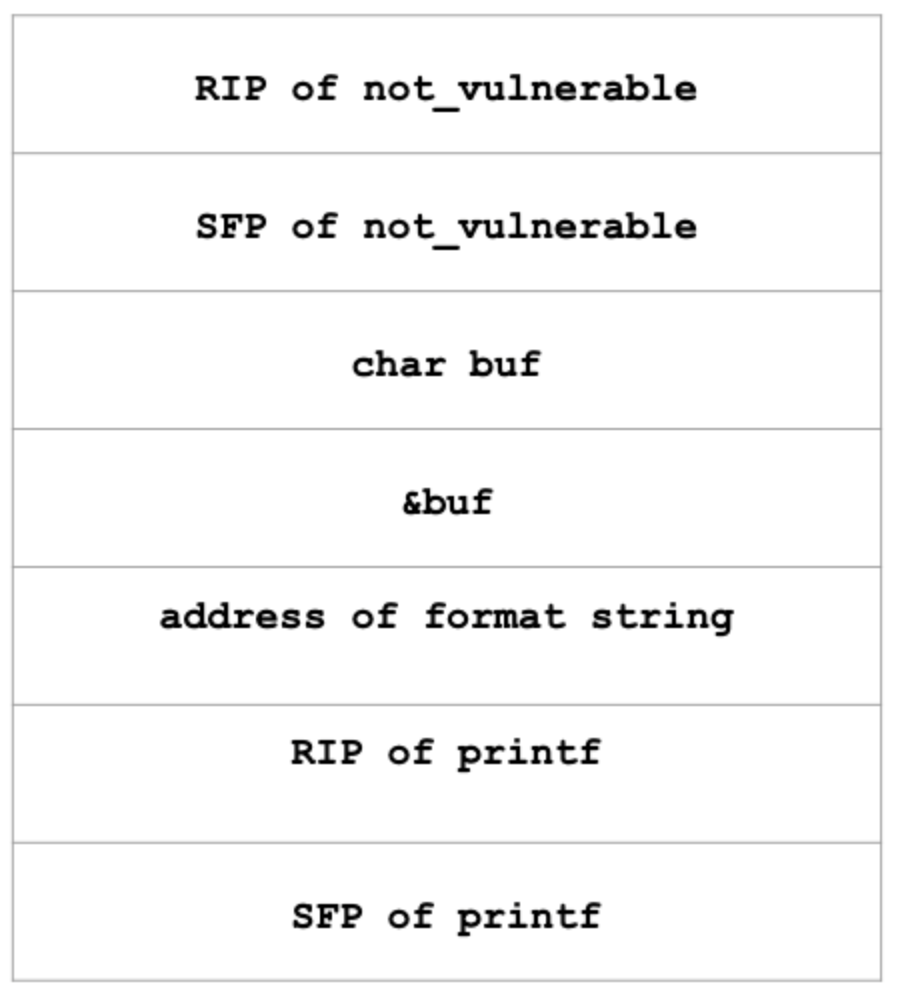 RIP of not_vulnerable
SFP of not_vulnerable
char buf
&buf
address of format string
RIP of printf
SFP of printf